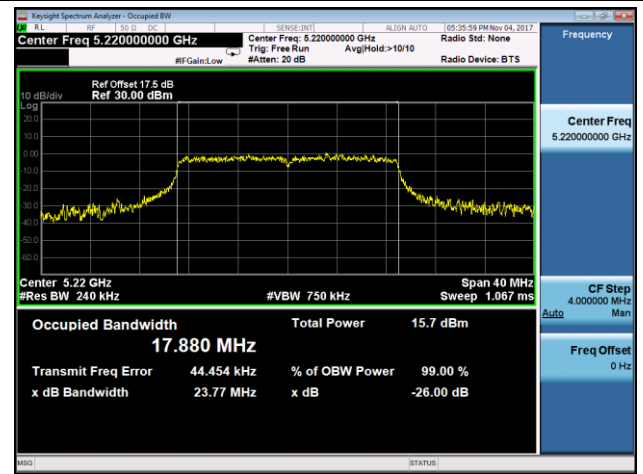 Keysight Spectrum Analyzer - Occupied BW
RL RF 50 Ω DC SENSE:INT ALIGN AUTO 05:35:59 PM Nov 04, 2017
Center Freq 5.220000000 GHz Center Freq: 5.220000000 GHz Radio Std: None
Trig: Free Run Avg|Hold:>10/10
#IFGain:Low #Atten: 20 dB Radio Device: BTS
Ref Offset 17.5 dB
10 dB/div Ref 30.00 dBm
Log
20.0
10.0
0.00
-10.0
-20.0
-30.0
-40.0
-50.0
-60.0
Center 5.22 GHz Span 40 MHz
#Res BW 240 kHz #VBW 750 kHz Sweep 1.067 ms
Occupied Bandwidth Total Power 15.7 dBm
17.880 MHz
Transmit Freq Error 44.454 kHz % of OBW Power 99.00 %
x dB Bandwidth 23.77 MHz x dB -26.00 dB
MSG STATUS
Frequency
Center Freq
5.220000000 GHz
CF Step
4.000000 MHz
Auto Man
Freq Offset
0 Hz